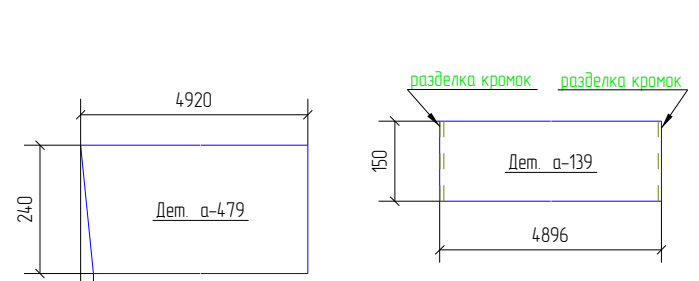 разделка кромок разделка кромок
4920
150
Дет. а-139
240
Дет. а-479
4896